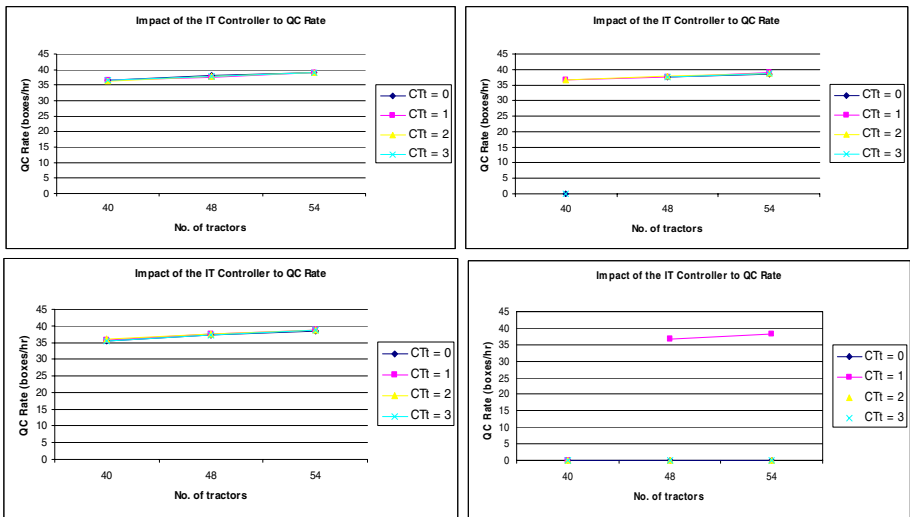 Impact of the IT Controller to QC Rate
QC Rate (boxes/hr)
45
40
35
30
25
20
15
10
5
0
40 48 54
No. of tractors
CTt = 0
CTt = 1
CTt = 2
CTt = 3
Impact of the IT Controller to QC Rate
QC Rate (boxes/hr)
45
40
35
30
25
20
15
10
5
0
40 48 54
No. of tractors
CTt = 0
CTt = 1
CTt = 2
CTt = 3
Impact of the IT Controller to QC Rate
QC Rate (boxes/hr)
45
40
35
30
25
20
15
10
5
0
40 48 54
No. of tractors
CTt = 0
CTt = 1
CTt = 2
CTt = 3
Impact of the IT Controller to QC Rate
QC Rate (boxes/hr)
45
40
35
30
25
20
15
10
5
0
40 48 54
No. of tractors
CTt = 0
CTt = 1
CTt = 2
CTt = 3